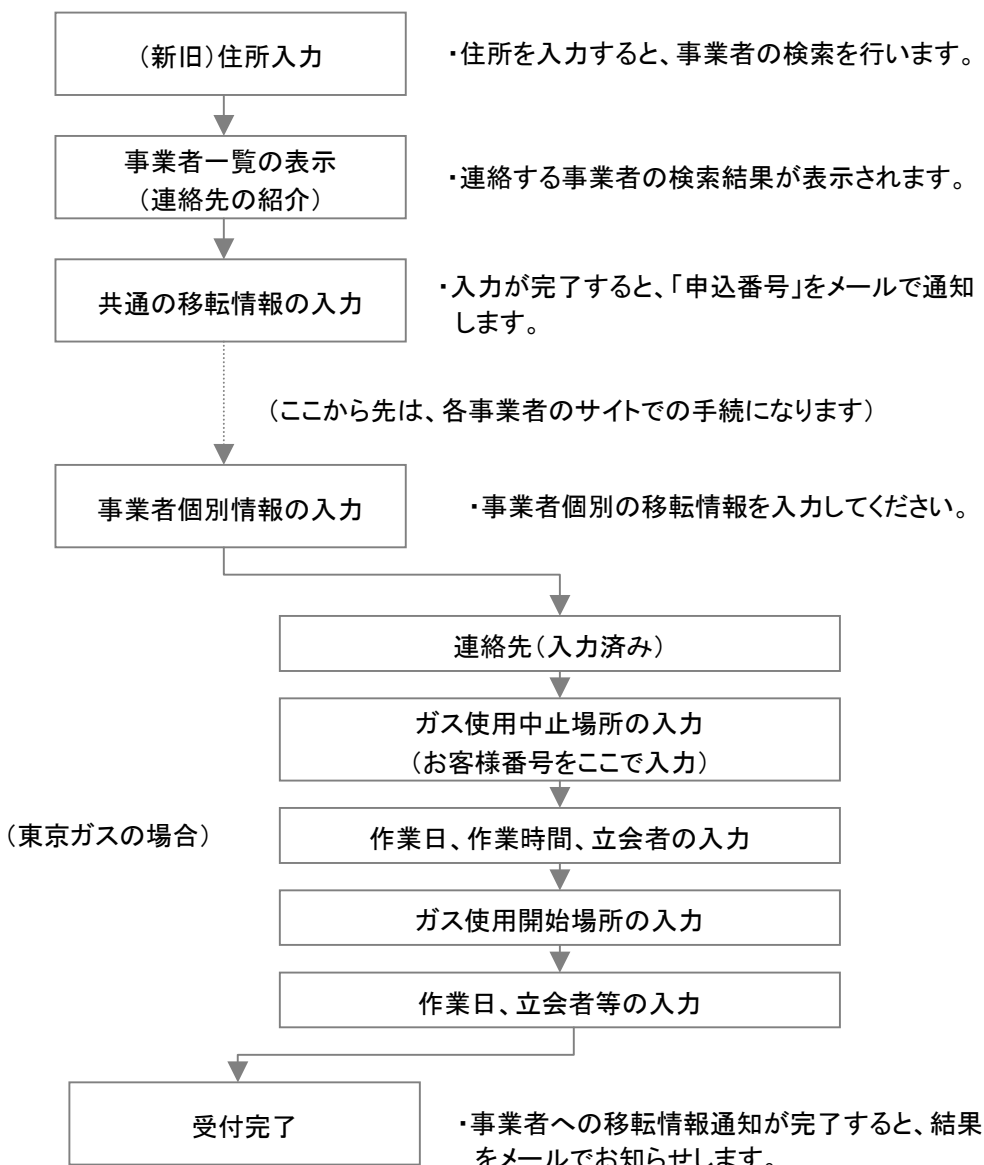 （新旧）住所入力
・住所を入力すると、事業者の検索を行います。
事業者一覧の表示
（連絡先の紹介）
・連絡する事業者の検索結果が表示されます。
共通の移転情報の入力
・入力が完了すると、「申込番号」をメールで通知
します。
（ここから先は、各事業者のサイトでの手続になります）
事業者個別情報の入力
・事業者個別の移転情報を入力してください。
連絡先（入力済み）
ガス使用中止場所の入力
（お客様番号をここで入力）
（東京ガスの場合）
作業日、作業時間、立会者の入力
ガス使用開始場所の入力
作業日、立会者等の入力
受付完了
・事業者への移転情報通知が完了すると、結果
をメールでお知らせします。